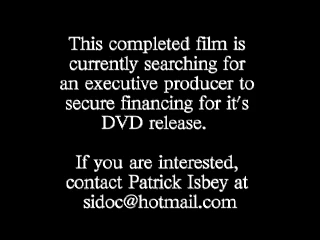 This completed film is
currently searching for
an executive producer to
secure financing for it's
DVD release.
If you are interested,
contact Patrick Isbey at
sidoc@hotmail.com